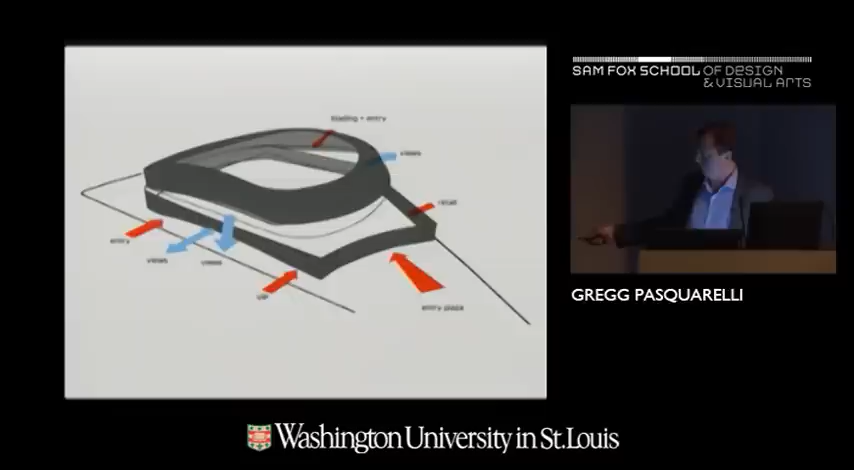 loading + entry
views
retail
entry
views
views
VIP
entry plaza
SAM FOX SCHOOL OF DESIGN
& VISUAL ARTS
GREGG PASQUARELLI
Washington University in St. Louis